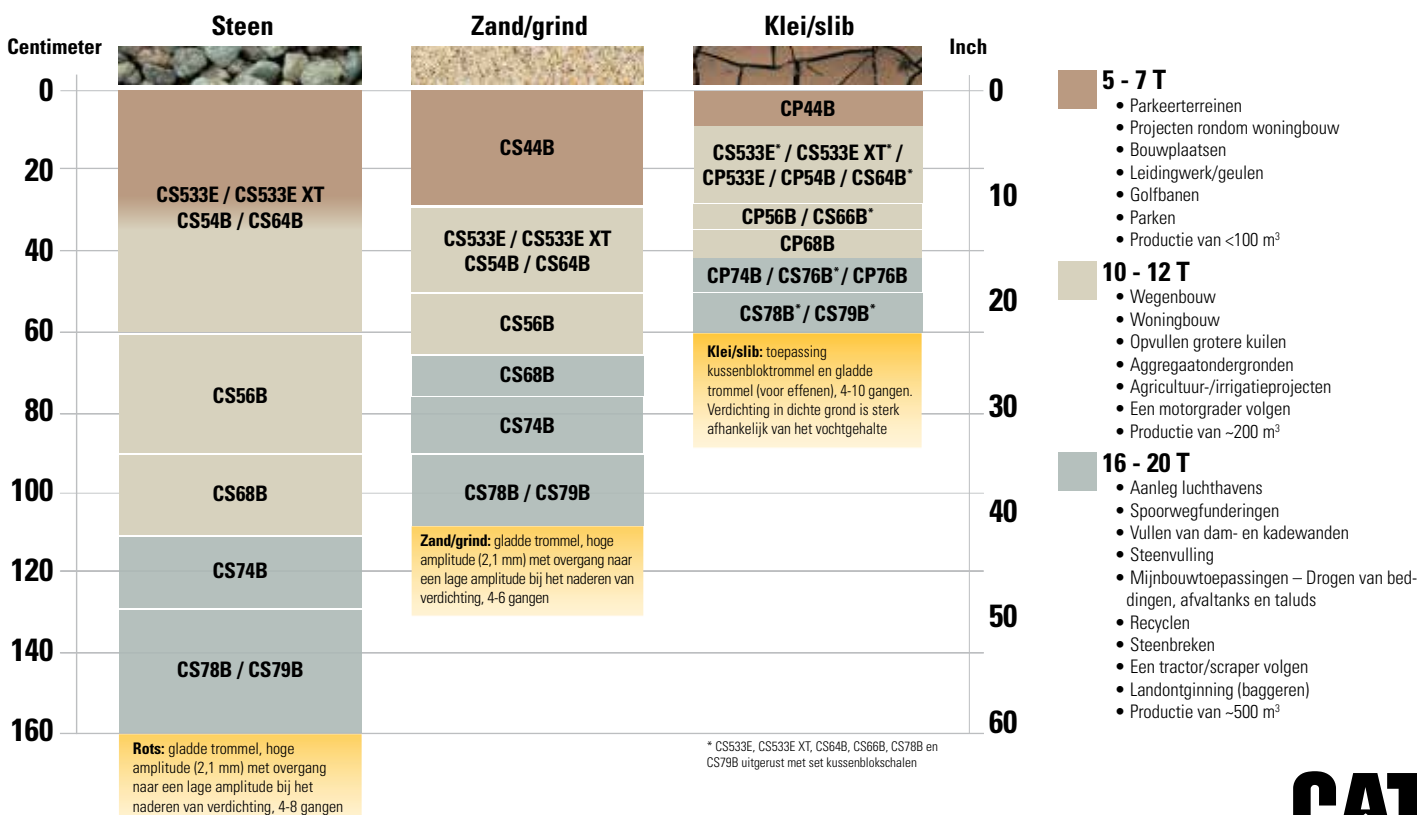 Steen
Zand/grind
Klei/slib
Centimeter
Inch
0
20
40
60
80
100
120
140
160
CS533E / CS533E XT
CS54B / CS64B
CS56B
CS68B
CS74B
CS78B / CS79B
Rots: gladde trommel, hoge
amplitude (2,1 mm) met overgang
naar een lage amplitude bij het
naderen van verdichting, 4-8 gangen
CS44B
CS533E / CS533E XT
CS54B / CS64B
CS56B
CS68B
CS74B
CS78B / CS79B
Zand/grind: gladde trommel, hoge
amplitude (2,1 mm) met overgang naar
een lage amplitude bij het naderen van
verdichting, 4-6 gangen
CP44B
CS533E* / CS533E XT* /
CP533E / CP54B / CS64B*
CP56B / CS66B*
CP68B
CP74B / CS76B* / CP76B
CS78B* / CS79B*
Klei/slib: toepassing
kussenbloktrommel en gladde
trommel (voor effenen), 4-10 gangen.
Verdichting in dichte grond is sterk
afhankelijk van het vochtgehalte
* CS533E, CS533E XT, CS64B, CS66B, CS78B en
CS79B uitgerust met set kussenblokschalen
0
10
20
30
40
50
60
5 - 7 T
• Parkeerterreinen
• Projecten rondom woningbouw
• Bouwplaatsen
• Leidingwerk/geulen
• Golfbanen
• Parken
• Productie van <100 m³
10 - 12 T
• Wegenbouw
• Woningbouw
• Opvullen grotere kuilen
• Aggregaatondergronden
• Agricultuur-/irrigatieprojecten
• Een motorgrader volgen
• Productie van ~200 m³
16 - 20 T
• Aanleg luchthavens
• Spoorwegfunderingen
• Vullen van dam- en kadewanden
• Steenvulling
• Mijnbouwtoepassingen – Drogen van bed-
dingen, afvaltanks en taluds
• Recyclen
• Steenbreken
• Een tractor/scraper volgen
• Landontginning (baggeren)
• Productie van ~500 m³
CAT